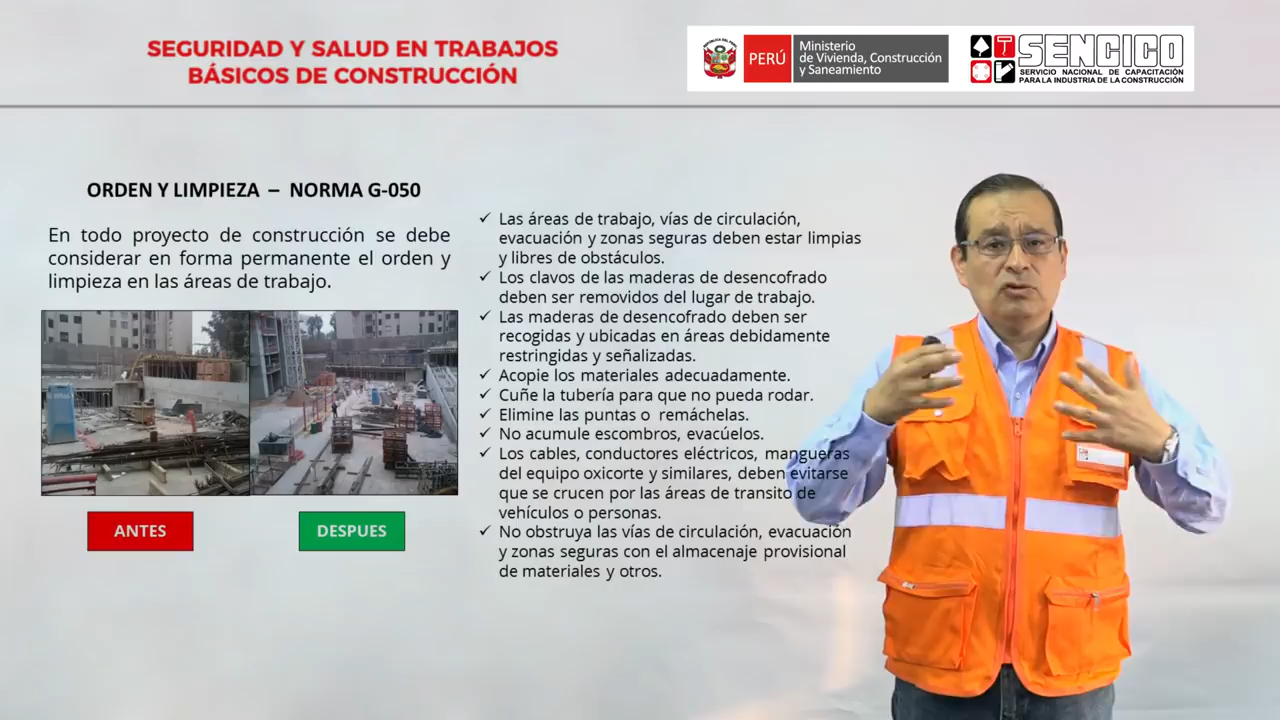 SEGURIDAD Y SALUD EN TRABAJOS
BÁSICOS DE CONSTRUCCIÓN
PERÚ
Ministerio
de Vivienda, Construcción
y Saneamiento
SENCICO
SERVICIO NACIONAL DE CAPACITACIÓN
PARA LA INDUSTRIA DE LA CONSTRUCCIÓN
ORDEN Y LIMPIEZA – NORMA G-050
En todo proyecto de construcción se debe
considerar en forma permanente el orden y
limpieza en las áreas de trabajo.
ANTES
DESPUES
✓ Las áreas de trabajo, vías de circulación,
evacuación y zonas seguras deben estar limpias
y libres de obstáculos.
✓ Los clavos de las maderas de desencofrado
deben ser removidos del lugar de trabajo.
✓ Las maderas de desencofrado deben ser
recogidas y ubicadas en áreas debidamente
restringidas y señalizadas.
✓ Acopie los materiales adecuadamente.
✓ Cuñe la tubería para que no pueda rodar.
✓ Elimine las puntas o remáchelas.
✓ No acumule escombros, evacúelos.
✓ Los cables, conductores eléctricos, mangueras
del equipo oxicorte y similares, deben evitarse
que se crucen por las áreas de transito de
vehículos o personas.
✓ No obstruya las vías de circulación, evacuación
y zonas seguras con el almacenaje provisional
de materiales y otros.